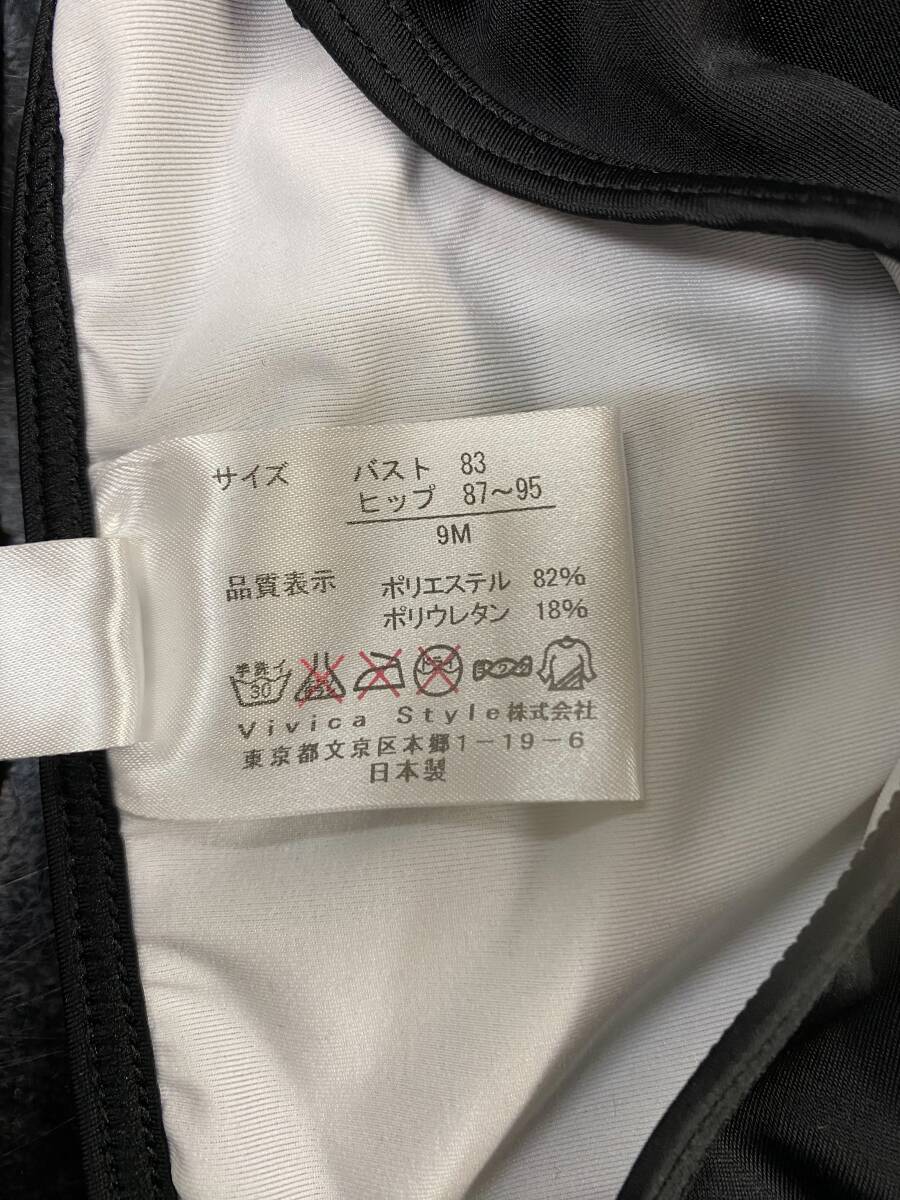 サイズ バスト 83
ヒップ 87～95
9M
品質表示 ポリエステル 82%
ポリウレタン 18%
手洗イ
30
Vivica Style株式会社
東京都文京区本郷1－19－6
日本製